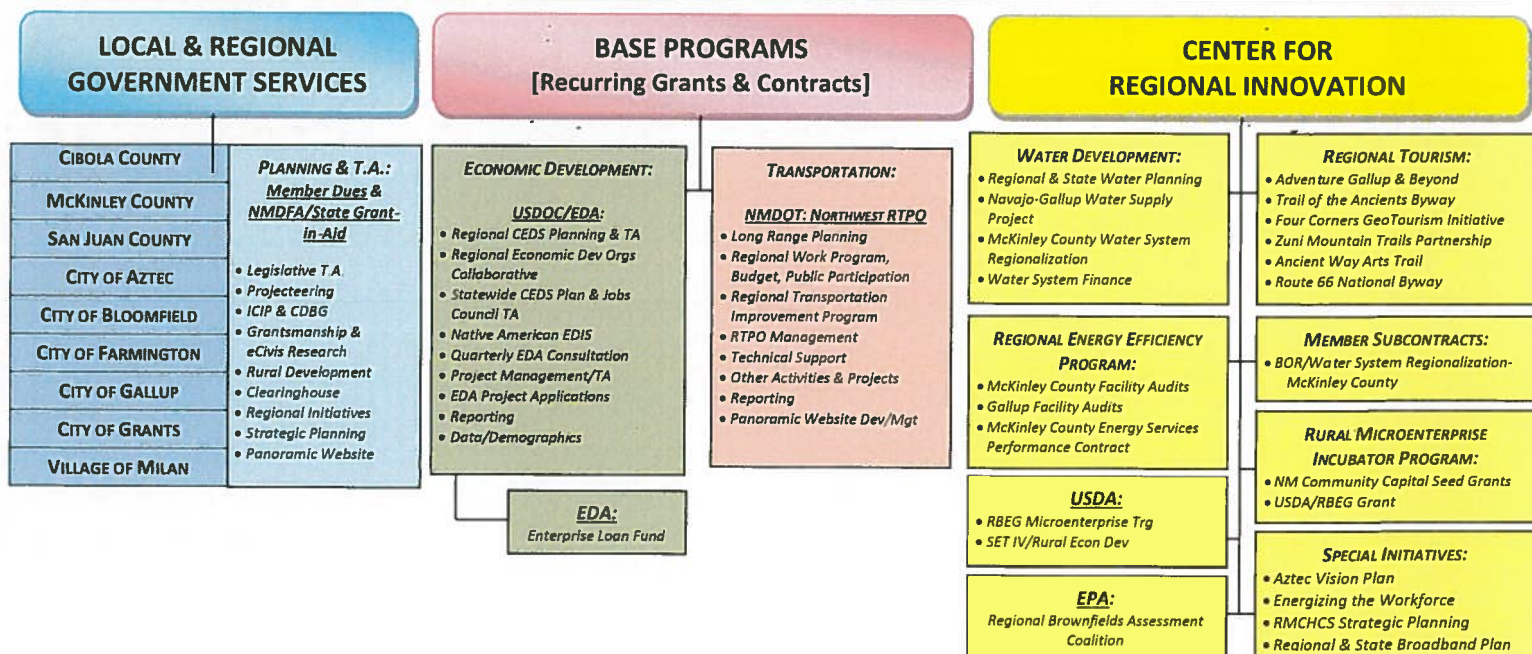 LOCAL & REGIONAL
GOVERNMENT SERVICES
CIBOLA COUNTY
MCKINLEY COUNTY
SAN JUAN COUNTY
CITY OF AZTEC
CITY OF BLOOMFIELD
CITY OF FARMINGTON
CITY OF GALLUP
CITY OF GRANTS
VILLAGE OF MILAN
PLANNING & T.A.:
Member Dues &
NMDFA/State Grant-
in-Aid
• Legislative T.A.
• Projecteering
• ICIP & CDBG
• Grantsmanship &
eCivis Research
• Rural Development
• Clearinghouse
• Regional Initiatives
• Strategic Planning
• Panoramic Website
BASE PROGRAMS
[Recurring Grants & Contracts]
ECONOMIC DEVELOPMENT:
USDOC/EDA:
• Regional CEDS Planning & TA
• Regional Economic Dev Orgs
Collaborative
• Statewide CEDS Plan & Jobs
Council TA
• Native American EDIS
• Quarterly EDA Consultation
• Project Management/TA
• EDA Project Applications
• Reporting
• Data/Demographics
EDA:
Enterprise Loan Fund
TRANSPORTATION:
NMDOT: NORTHWEST RTPO
• Long Range Planning
• Regional Work Program,
Budget, Public Participation
• Regional Transportation
Improvement Program
• RTPO Management
• Technical Support
• Other Activities & Projects
• Reporting
• Panoramic Website Dev/Mgt
CENTER FOR
REGIONAL INNOVATION
WATER DEVELOPMENT:
• Regional & State Water Planning
• Navajo-Gallup Water Supply
Project
• McKinley County Water System
Regionalization
• Water System Finance
REGIONAL ENERGY EFFICIENCY
PROGRAM:
• McKinley County Facility Audits
• Gallup Facility Audits
• McKinley County Energy Services
Performance Contract
USDA:
• RBEG Microenterprise Trg
• SET IV/Rural Econ Dev
EPA:
Regional Brownfields Assessment
Coalition
REGIONAL TOURISM:
• Adventure Gallup & Beyond
• Trail of the Ancients Byway
• Four Corners GeoTourism Initiative
• Zuni Mountain Trails Partnership
• Ancient Way Arts Trail
• Route 66 National Byway
MEMBER SUBCONTRACTS:
• BOR/Water System Regionalization-
McKinley County
RURAL MICROENTERPRISE
INCUBATOR PROGRAM:
• NM Community Capital Seed Grants
• USDA/RBEG Grant
SPECIAL INITIATIVES:
• Aztec Vision Plan
• Energizing the Workforce
• RMCHCS Strategic Planning
• Regional & State Broadband Plan